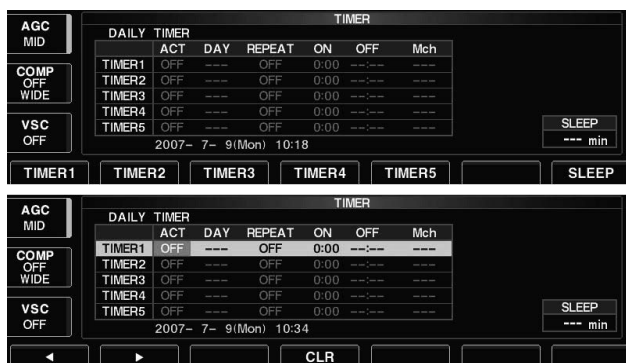 TIMER
AGC
MID
COMP
OFF
WIDE
VSC
OFF
DAILY TIMER
ACT DAY REPEAT ON OFF Mch
TIMER1 OFF --- OFF 0:00 --:-- ---
TIMER2 OFF --- OFF 0:00 --:-- ---
TIMER3 OFF --- OFF 0:00 --:-- ---
TIMER4 OFF --- OFF 0:00 --:-- ---
TIMER5 OFF --- OFF 0:00 --:-- ---
2007- 7- 9(Mon) 10:18
SLEEP
--- min
TIMER1 TIMER2 TIMER3 TIMER4 TIMER5 SLEEP
TIMER
AGC
MID
COMP
OFF
WIDE
VSC
OFF
DAILY TIMER
ACT DAY REPEAT ON OFF Mch
TIMER1 OFF --- OFF 0:00 --:-- ---
TIMER2 OFF --- OFF 0:00 --:-- ---
TIMER3 OFF --- OFF 0:00 --:-- ---
TIMER4 OFF --- OFF 0:00 --:-- ---
TIMER5 OFF --- OFF 0:00 --:-- ---
2007- 7- 9(Mon) 10:34
SLEEP
--- min
◀ ▶ CLR